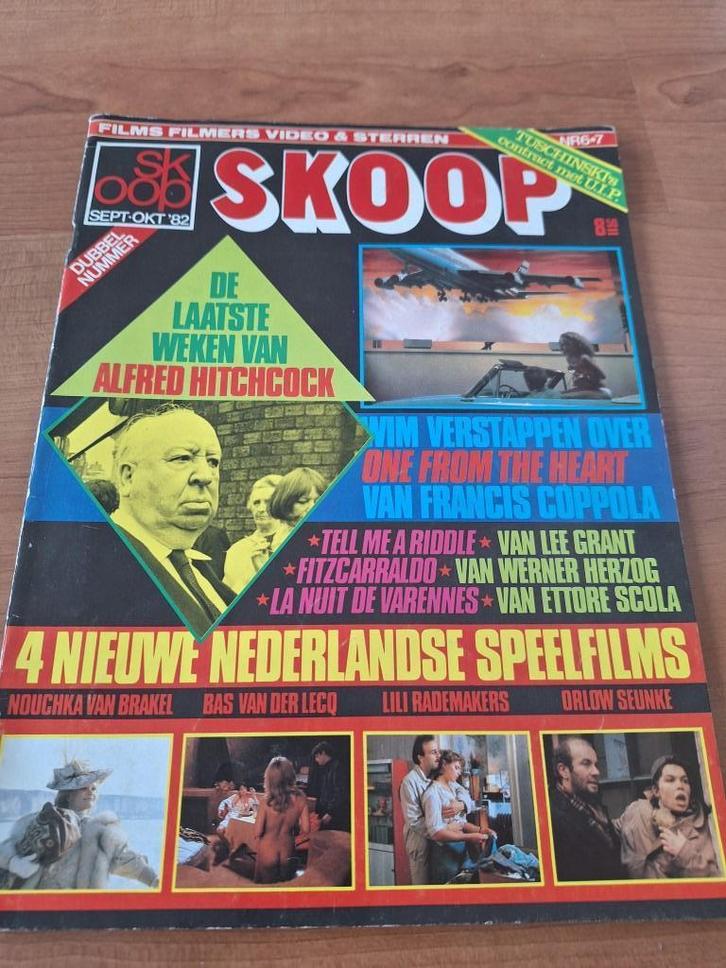 FILMS FILMERS VIDEO & STERREN
NR6-7
TUSCHINSKI's
contract met U.I.P.
sk
oop
SEPT-OKT '82
SKOOP
8 50
DUBBEL
NUMMER
DE
LAATSTE
WEKEN VAN
ALFRED HITCHCOCK
WIM VERSTAPPEN OVER
ONE FROM THE HEART
VAN FRANCIS COPPOLA
★TELL ME A RIDDLE★ VAN LEE GRANT
★FITZCARRALDO★ VAN WERNER HERZOG
★LA NUIT DE VARENNES★ VAN ETTORE SCOLA
4 NIEUWE NEDERLANDSE SPEELFILMS
NOUCHKA VAN BRAKEL BAS VAN DER LECQ LILI RADEMAKERS ORLOW SEUNKE